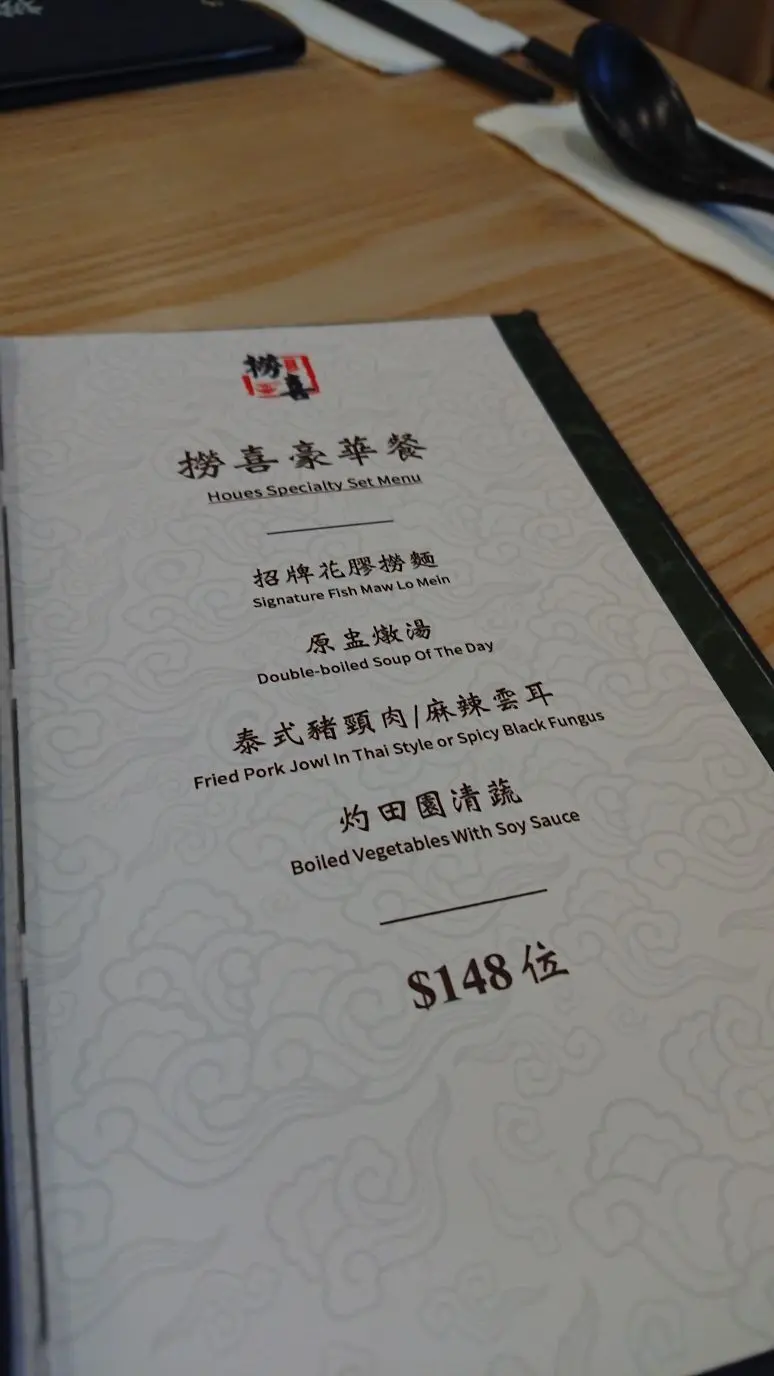 撈喜
撈喜豪華餐
Houes Specialty Set Menu
招牌花膠撈麵
Signature Fish Maw Lo Mein
原盅燉湯
Double-boiled Soup Of The Day
泰式豬頸肉/麻辣雲耳
Fried Pork Jowl In Thai Style or Spicy Black Fungus
灼田園清蔬
Boiled Vegetables With Soy Sauce
$148位